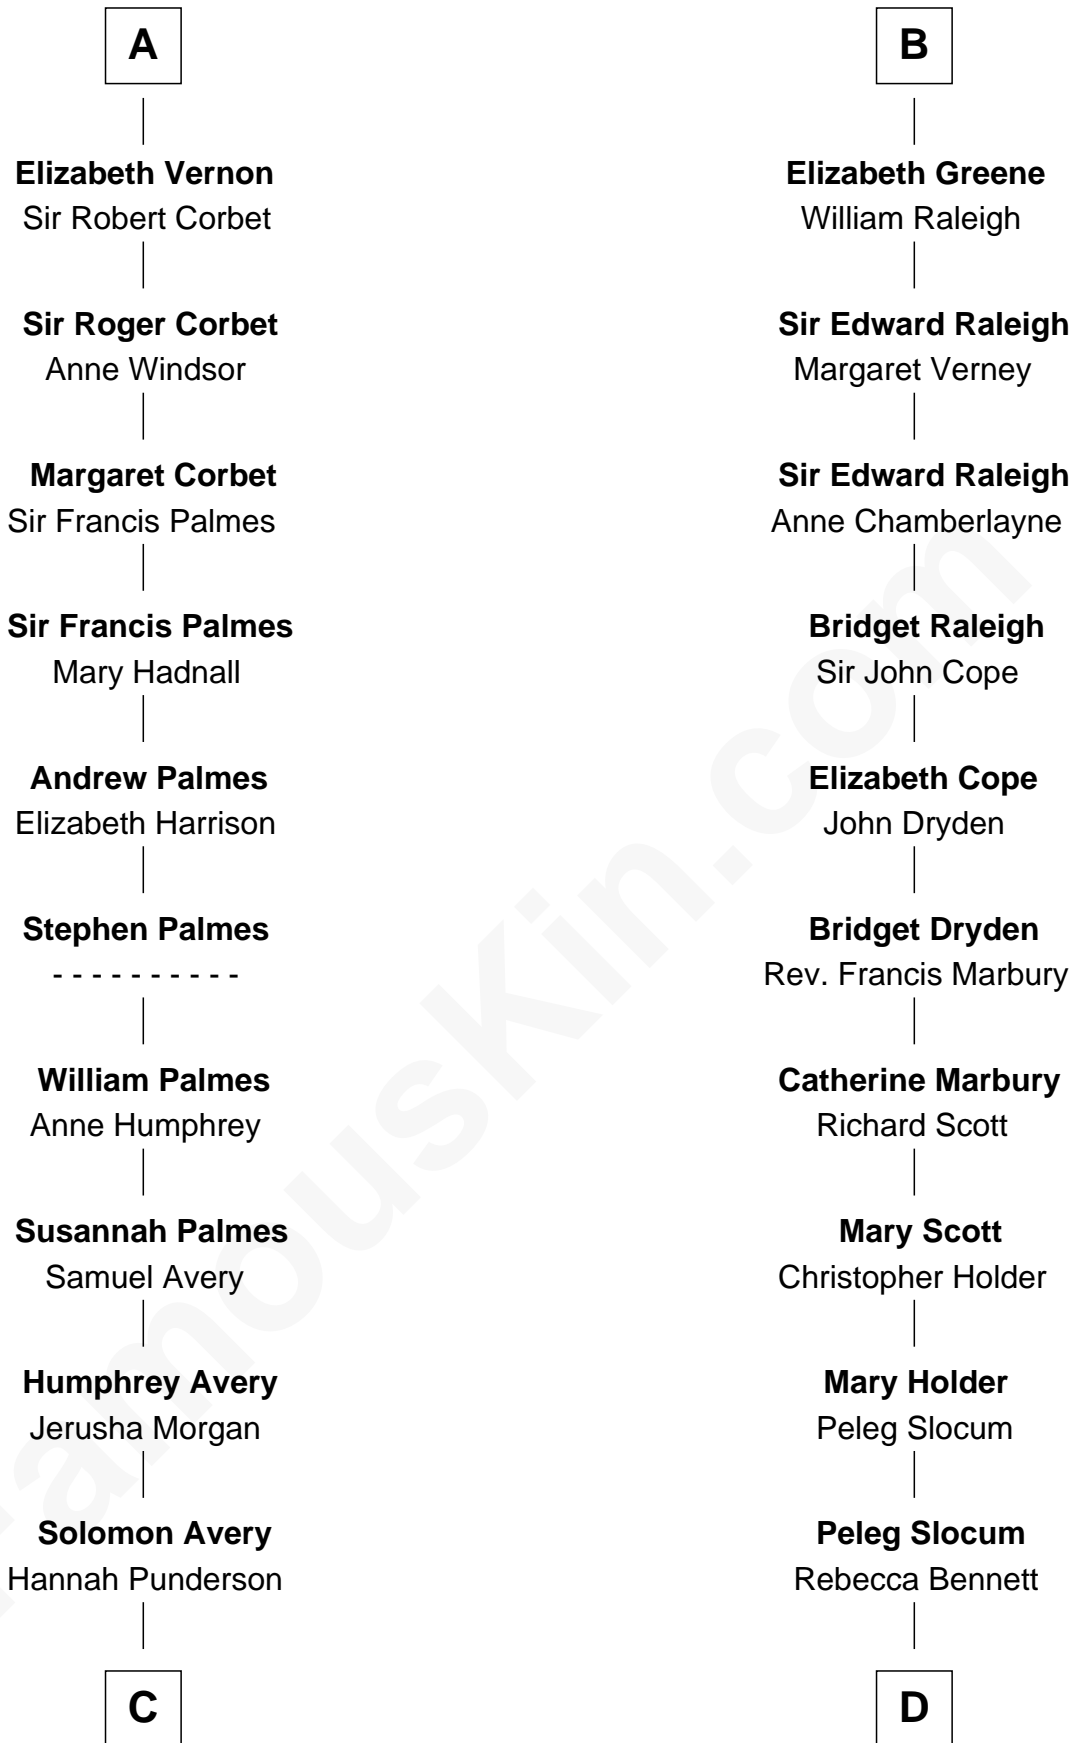 A
Elizabeth Vernon
Sir Robert Corbet
Sir Roger Corbet
Anne Windsor
Margaret Corbet
Sir Francis Palmes
Sir Francis Palmes
Mary Hadnall
Andrew Palmes
Elizabeth Harrison
Stephen Palmes
- - - - - - - - - -
William Palmes
Anne Humphrey
Susannah Palmes
Samuel Avery
Humphrey Avery
Jerusha Morgan
Solomon Avery
Hannah Punderson
C
B
Elizabeth Greene
William Raleigh
Sir Edward Raleigh
Margaret Verney
Sir Edward Raleigh
Anne Chamberlayne
Bridget Raleigh
Sir John Cope
Elizabeth Cope
John Dryden
Bridget Dryden
Rev. Francis Marbury
Catherine Marbury
Richard Scott
Mary Scott
Christopher Holder
Mary Holder
Peleg Slocum
Peleg Slocum
Rebecca Bennett
D
FamousKin.com